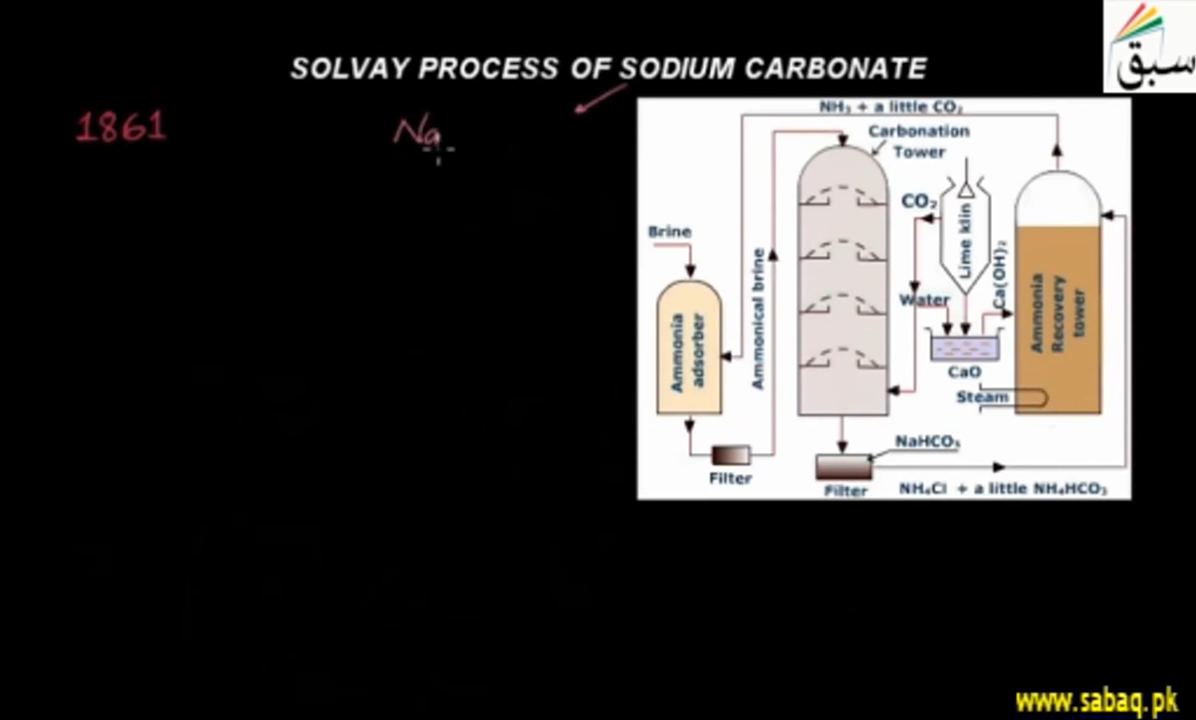 سبق
SOLVAY PROCESS OF SODIUM CARBONATE
1861
Na
NH₃ + a little CO₂
Carbonation
Tower
CO₂
Lime klin
Brine
Ammonical brine
Ca(OH)₂
Water
Ammonia
adsorber
Ammonia
Recovery
tower
CaO
Steam
NaHCO₃
Filter
Filter
NH₄Cl + a little NH₄HCO₃
www.sabaq.pk